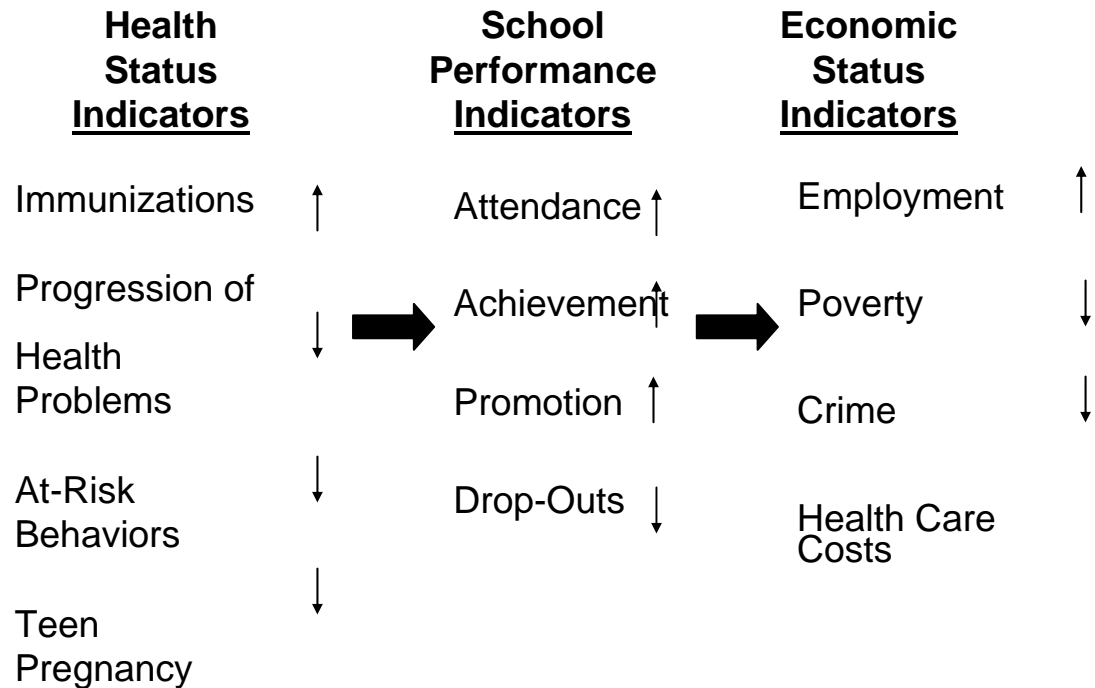 Health
Status
Indicators
Immunizations
Progression of
Health
Problems
At-Risk
Behaviors
Teen
Pregnancy
School
Performance
Indicators
Attendance
Achievement
Promotion
Drop-Outs
Economic
Status
Indicators
Employment
Poverty
Crime
Health Care
Costs